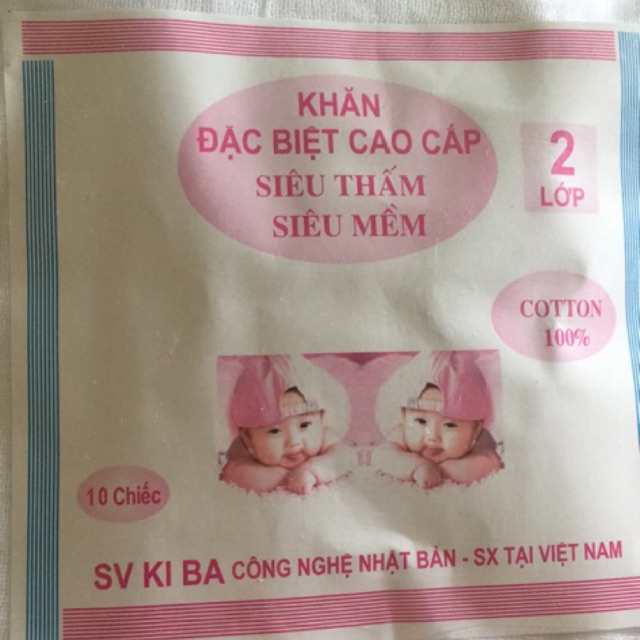 KHĂN
ĐẶC BIỆT CAO CẤP
SIÊU THẤM
SIÊU MỀM
2
LỚP
COTTON
100%
10 Chiếc
SV KI BA CÔNG NGHỆ NHẬT BẢN - SX TẠI VIỆT NAM